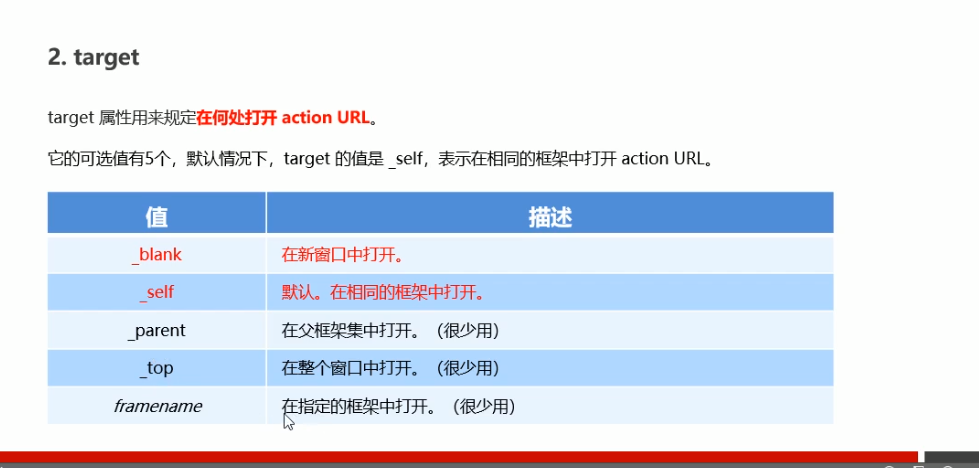 2. target
target 属性用来规定在何处打开 action URL。
它的可选值有5个，默认情况下，target 的值是 _self，表示在相同的框架中打开 action URL。
值 描述
_blank 在新窗口中打开。
_self 默认。在相同的框架中打开。
_parent 在父框架集中打开。（很少用）
_top 在整个窗口中打开。（很少用）
framename 在指定的框架中打开。（很少用）